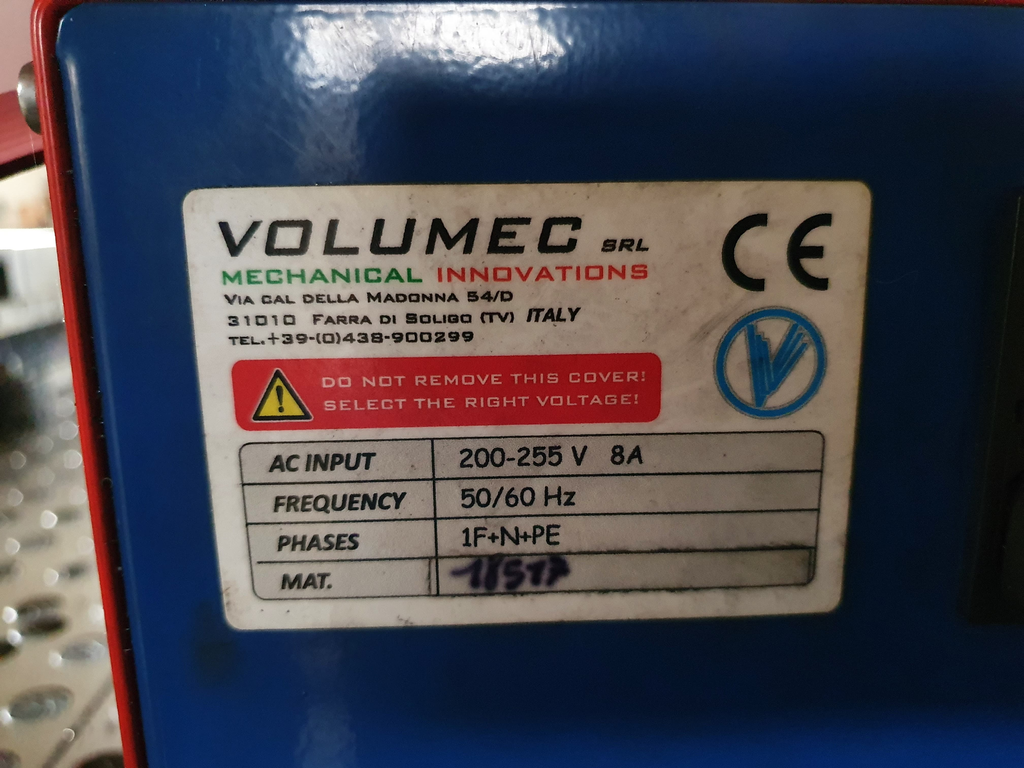 VOLUMEC SRL
MECHANICAL INNOVATIONS
VIA CAL DELLA MADONNA 54/D
31010 FARRA DI SOLIGO (TV) ITALY
TEL.+39-(0)438-900299
CE
DO NOT REMOVE THIS COVER!
SELECT THE RIGHT VOLTAGE!
AC INPUT 200-255 V 8A
FREQUENCY 50/60 Hz
PHASES 1F+N+PE
MAT.